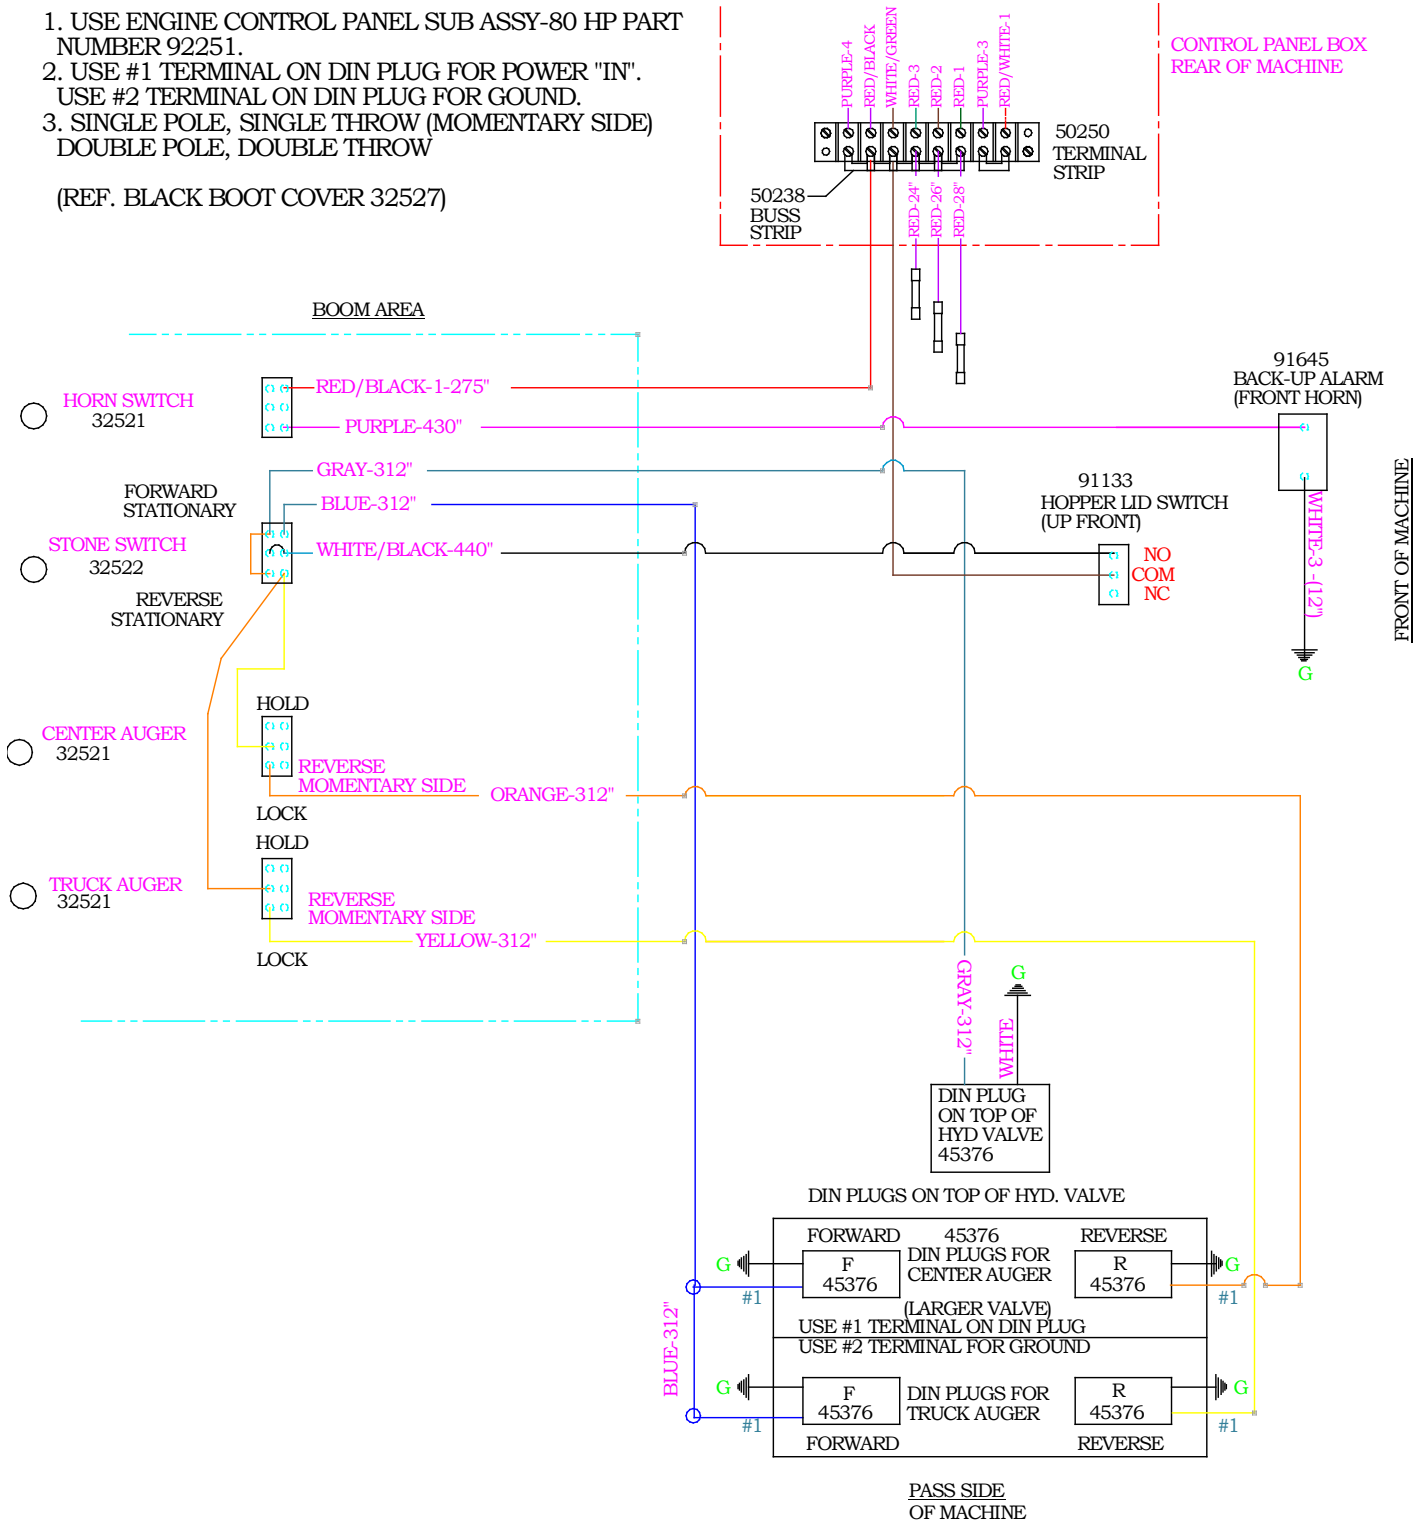 1. USE ENGINE CONTROL PANEL SUB ASSY-80 HP PART
NUMBER 92251.
2. USE #1 TERMINAL ON DIN PLUG FOR POWER "IN".
USE #2 TERMINAL ON DIN PLUG FOR GOUND.
3. SINGLE POLE, SINGLE THROW (MOMENTARY SIDE)
DOUBLE POLE, DOUBLE THROW
(REF. BLACK BOOT COVER 32527)
PURPLE-4
RED/BLACK
WHITE/GREEN
RED-3
RED-2
RED-1
PURPLE-3
RED/WHITE-1
CONTROL PANEL BOX
REAR OF MACHINE
50250
TERMINAL
STRIP
50238
BUSS
STRIP
RED-24"
RED-26"
RED-28"
BOOM AREA
HORN SWITCH
32521
RED/BLACK-1-275"
PURPLE-430"
91645
BACK-UP ALARM
(FRONT HORN)
GRAY-312"
FORWARD
STATIONARY
BLUE-312"
STONE SWITCH
32522
WHITE/BLACK-440"
REVERSE
STATIONARY
91133
HOPPER LID SWITCH
(UP FRONT)
NO
COM
NC
WHITE-3 -(12")
G
FRONT OF MACHINE
HOLD
CENTER AUGER
32521
REVERSE
MOMENTARY SIDE
ORANGE-312"
LOCK
HOLD
TRUCK AUGER
32521
REVERSE
MOMENTARY SIDE
YELLOW-312"
LOCK
GRAY-312"
G
WHITE
DIN PLUG
ON TOP OF
HYD VALVE
45376
DIN PLUGS ON TOP OF HYD. VALVE
FORWARD
45376
REVERSE
G
F
45376
DIN PLUGS FOR
CENTER AUGER
R
45376
G
#1
#1
(LARGER VALVE)
USE #1 TERMINAL ON DIN PLUG
USE #2 TERMINAL FOR GROUND
BLUE-312"
G
F
45376
DIN PLUGS FOR
TRUCK AUGER
R
45376
G
#1
#1
FORWARD
REVERSE
PASS SIDE
OF MACHINE